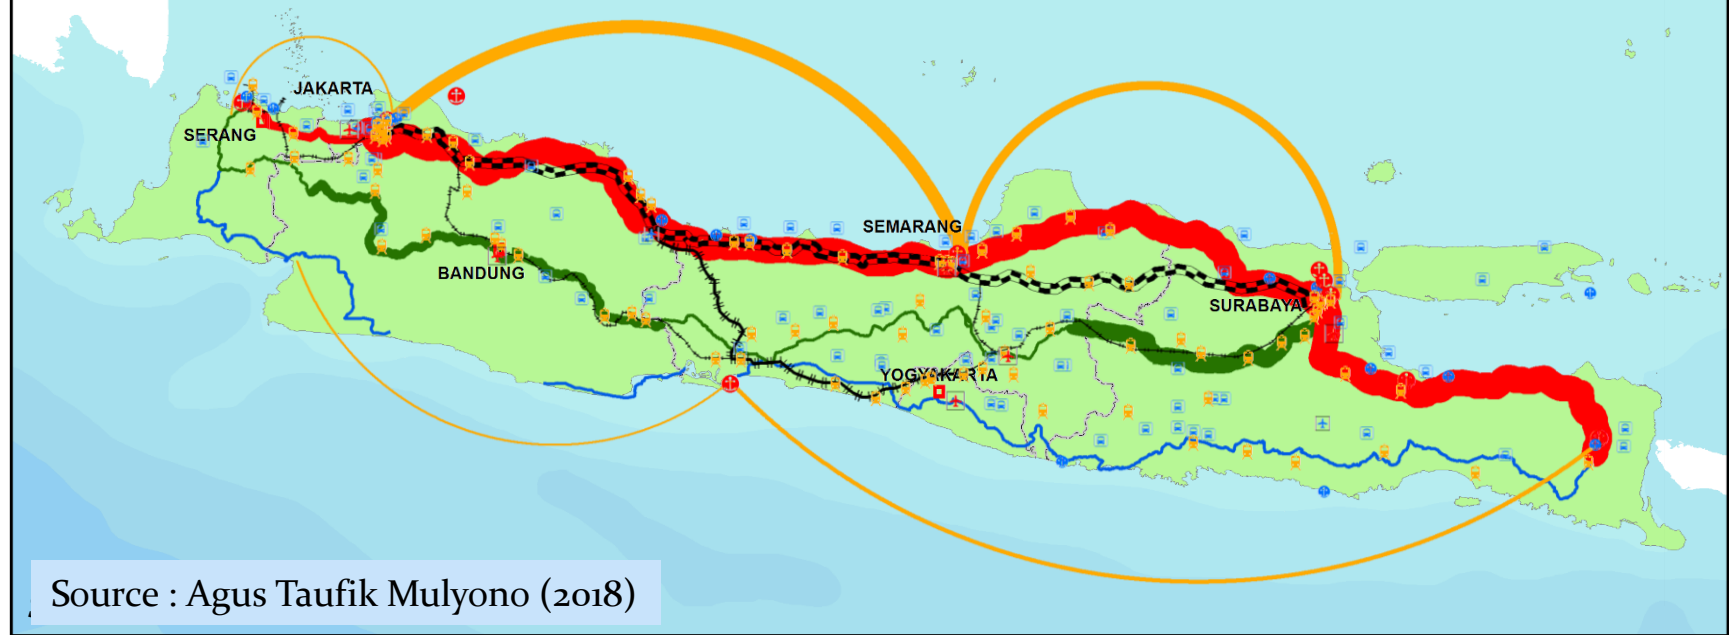 JAKARTA
SERANG
SEMARANG
BANDUNG
SURABAYA
YOGYAKARTA
Source : Agus Taufik Mulyono (2018)